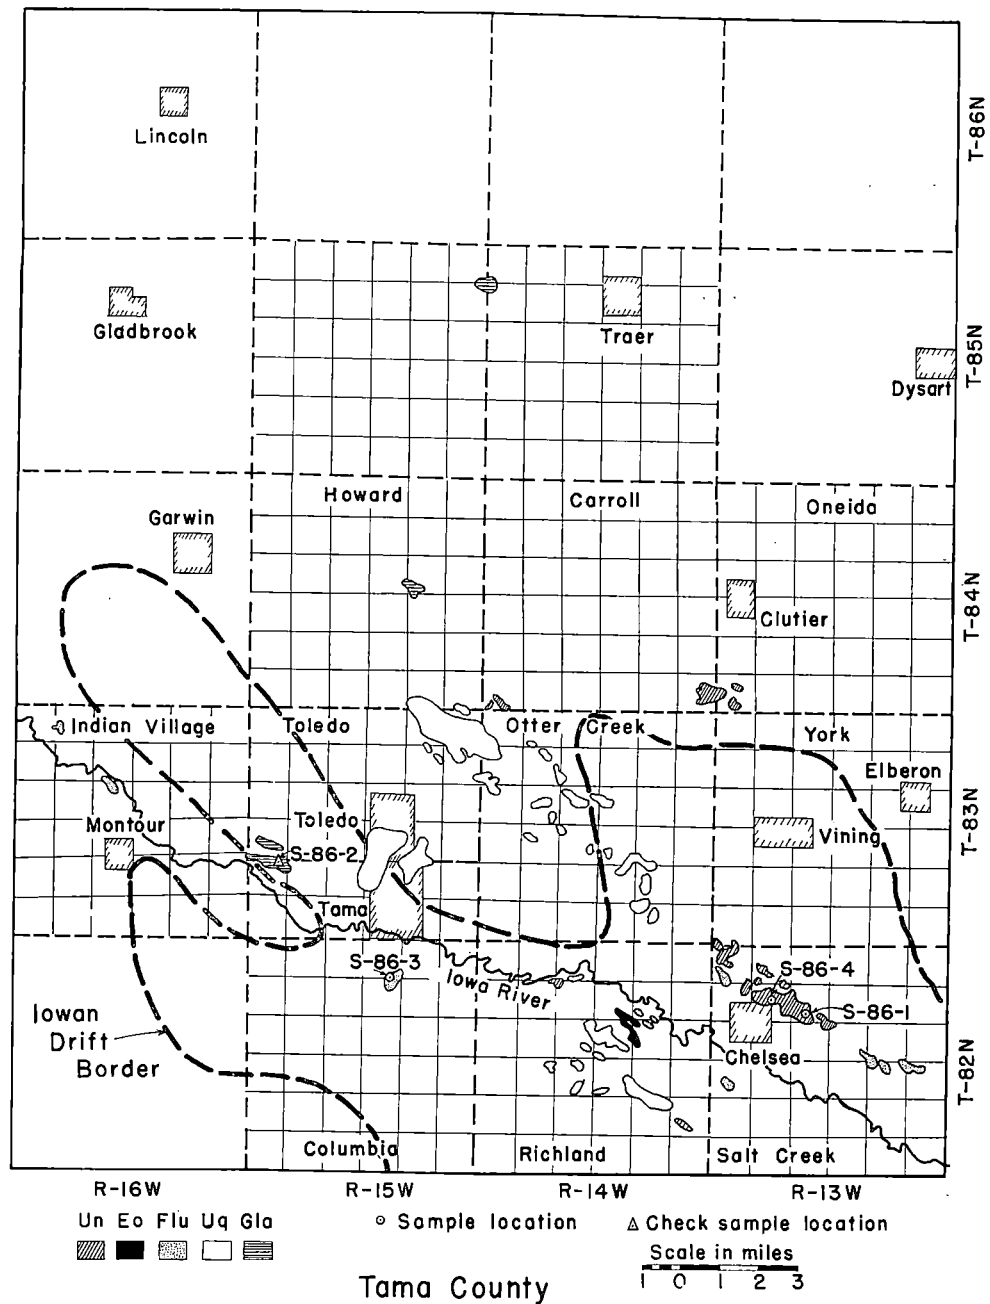 Lincoln
T-86N
Gladbrook
Traer
T-85N
Dysart
Howard
Carroll
Oneida
Garwin
T-84N
Clutier
Indian Village
Toledo
Otter Creek
York
Elberon
T-83N
Montour
Toledo
Vining
S-86-2
Tama
S-86-3
Iowa River
S-86-4
S-86-1
Iowan
Drift
Border
Chelsea
T-82N
Columbia
Richland
Salt Creek
R-16W
R-15W
R-14W
R-13W
Un Eo Flu Uq Gla
Sample location
Check sample location
Scale in miles
1 0 1 2 3
Tama County